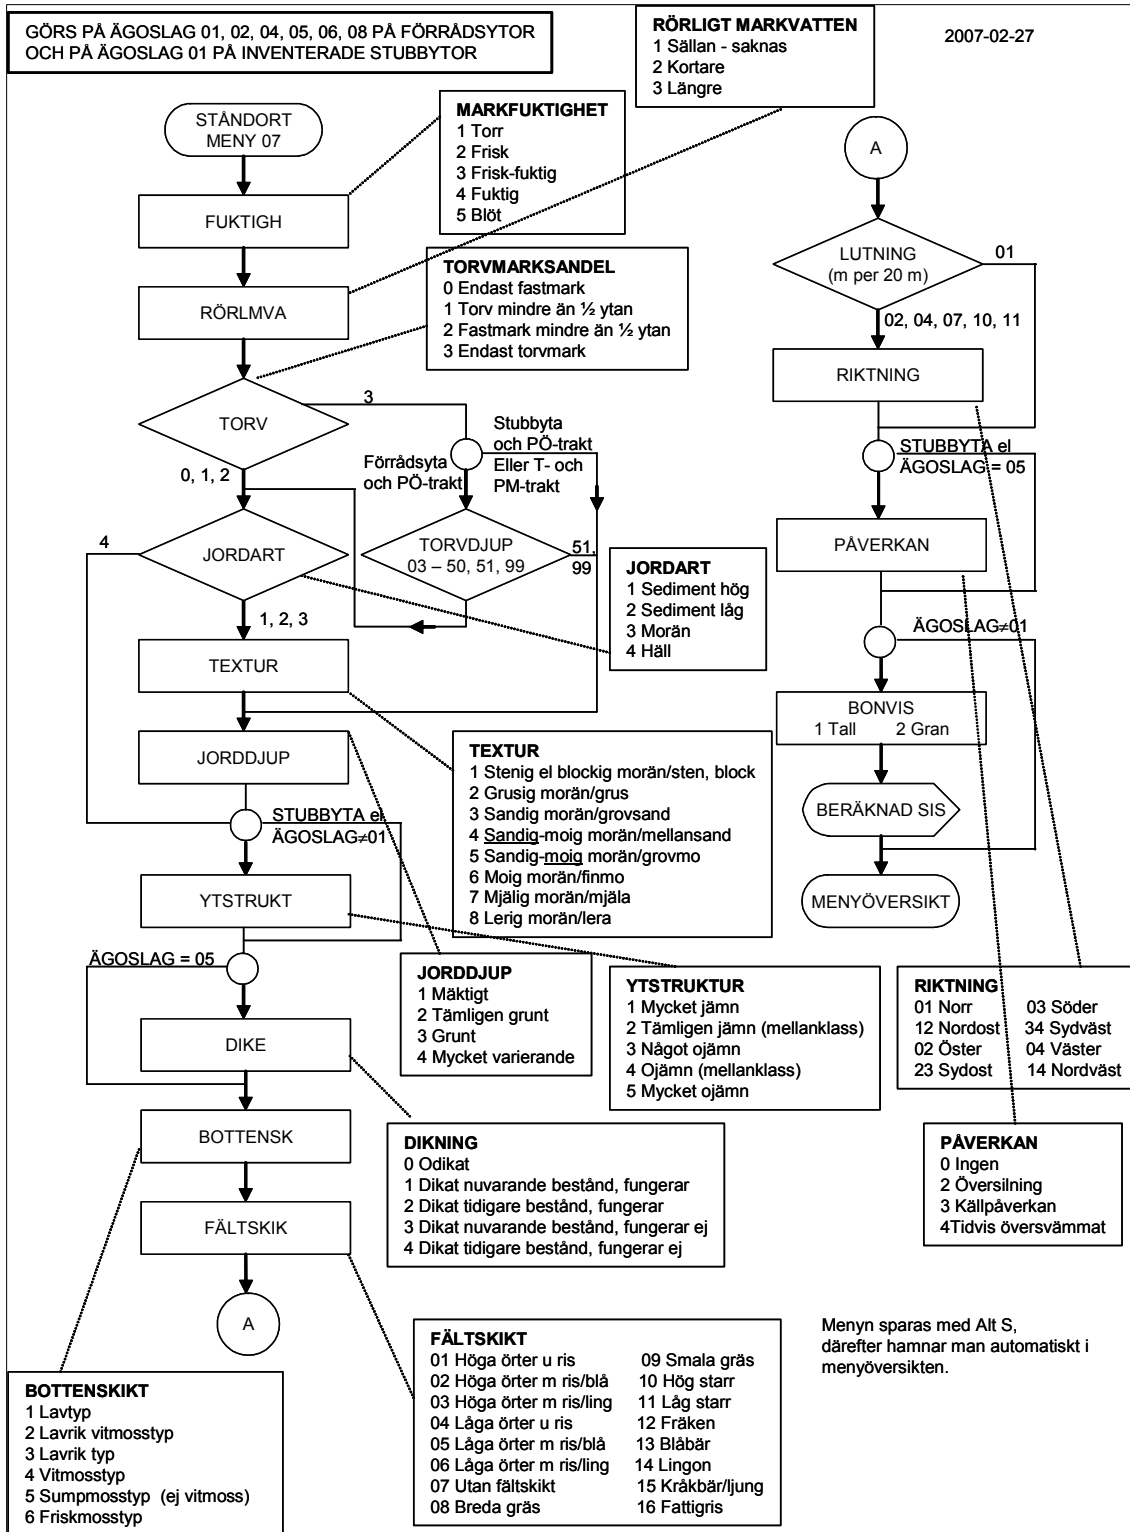 GÖRS PÅ ÄGOSLAG 01, 02, 04, 05, 06, 08 PÅ FÖRRÅDSYTOR
OCH PÅ ÄGOSLAG 01 PÅ INVENTERADE STUBBYTOR
RÖRLIGT MARKVATTEN
1 Sällan - saknas
2 Kortare
3 Längre
2007-02-27
STÅNDORT
MENY 07
MARKFUKTIGHET
1 Torr
2 Frisk
3 Frisk-fuktig
4 Fuktig
5 Blöt
FUKTIGH
RÖRLMVA
TORVMARKSANDEL
0 Endast fastmark
1 Torv mindre än ½ ytan
2 Fastmark mindre än ½ ytan
3 Endast torvmark
TORV
3
0, 1, 2
Förrådsyta
och PÖ-trakt
Stubbyta
och PÖ-trakt
Eller T- och
PM-trakt
JORDART
4
1, 2, 3
TORVDJUP
03 – 50, 51, 99
51,
99
JORDART
1 Sediment hög
2 Sediment låg
3 Morän
4 Häll
TEXTUR
JORDDJUP
TEXTUR
1 Stenig el blockig morän/sten, block
2 Grusig morän/grus
3 Sandig morän/grovsand
4 Sandig-moig morän/mellansand
5 Sandig-moig morän/grovmo
6 Moig morän/finmo
7 Mjälig morän/mjäla
8 Lerig morän/lera
STUBBYTA el
ÄGOSLAG≠01
YTSTRUKT
ÄGOSLAG = 05
JORDDJUP
1 Mäktigt
2 Tämligen grunt
3 Grunt
4 Mycket varierande
YTSTRUKTUR
1 Mycket jämn
2 Tämligen jämn (mellanklass)
3 Något ojämn
4 Ojämn (mellanklass)
5 Mycket ojämn
DIKE
BOTTENSK
DIKNING
0 Odikat
1 Dikat nuvarande bestånd, fungerar
2 Dikat tidigare bestånd, fungerar
3 Dikat nuvarande bestånd, fungerar ej
4 Dikat tidigare bestånd, fungerar ej
FÄLTSKIK
A
BOTTENSKIKT
1 Lavtyp
2 Lavrik vitmosstyp
3 Lavrik typ
4 Vitmosstyp
5 Sumpmosstyp (ej vitmoss)
6 Friskmosstyp
FÄLTSKIKT
01 Höga örter u ris 09 Smala gräs
02 Höga örter m ris/blå 10 Hög starr
03 Höga örter m ris/ling 11 Låg starr
04 Låga örter u ris 12 Fräken
05 Låga örter m ris/blå 13 Blåbär
06 Låga örter m ris/ling 14 Lingon
07 Utan fältskikt 15 Kråkbär/ljung
08 Breda gräs 16 Fattigris
A
LUTNING
(m per 20 m)
01
02, 04, 07, 10, 11
RIKTNING
STUBBYTA el
ÄGOSLAG = 05
PÅVERKAN
ÄGOSLAG≠01
BONVIS
1 Tall 2 Gran
BERÄKNAD SIS
MENYÖVERSIKT
RIKTNING
01 Norr 03 Söder
12 Nordost 34 Sydväst
02 Öster 04 Väster
23 Sydost 14 Nordväst
PÅVERKAN
0 Ingen
2 Översilning
3 Källpåverkan
4Tidvis översvämmat
Menyn sparas med Alt S,
därefter hamnar man automatiskt i
menyöversikten.